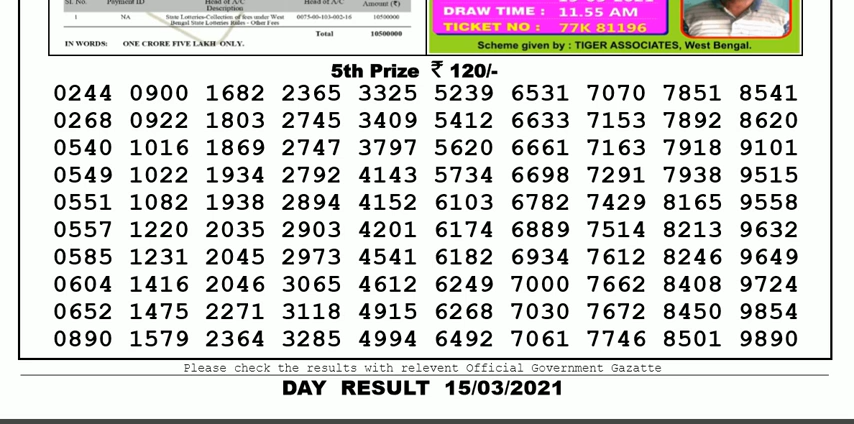 Sl. No. Payment ID Head of A/C Description Head of A/C Amount (₹)
1 NA State Lotteries-Collection of fees under West Bengal State Lotteries Rules - Other Fees 0075-00-103-002-16 10500000
Total 10500000
IN WORDS: ONE CRORE FIVE LAKH ONLY.
DRAW TIME : 11.55 AM
TICKET NO : 77K 81196
Scheme given by : TIGER ASSOCIATES, West Bengal.
5th Prize ₹ 120/-
0244 0900 1682 2365 3325 5239 6531 7070 7851 8541
0268 0922 1803 2745 3409 5412 6633 7153 7892 8620
0540 1016 1869 2747 3797 5620 6661 7163 7918 9101
0549 1022 1934 2792 4143 5734 6698 7291 7938 9515
0551 1082 1938 2894 4152 6103 6782 7429 8165 9558
0557 1220 2035 2903 4201 6174 6889 7514 8213 9632
0585 1231 2045 2973 4541 6182 6934 7612 8246 9649
0604 1416 2046 3065 4612 6249 7000 7662 8408 9724
0652 1475 2271 3118 4915 6268 7030 7672 8450 9854
0890 1579 2364 3285 4994 6492 7061 7746 8501 9890
Please check the results with relevent Official Government Gazatte
DAY RESULT 15/03/2021